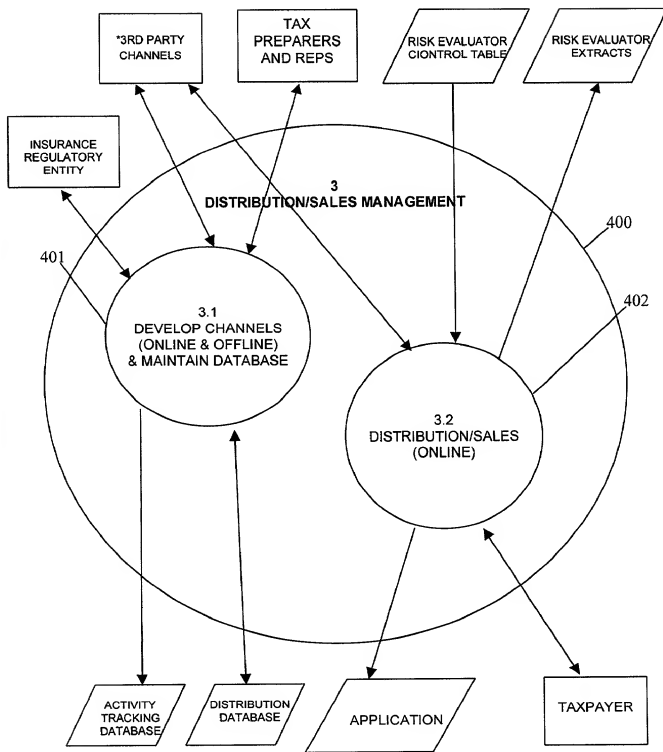 *3RD PARTY
CHANNELS
TAX
PREPARERS
AND REPS
RISK EVALUATOR
CIONTROL TABLE
RISK EVALUATOR
EXTRACTS
INSURANCE
REGULATORY
ENTITY
3
DISTRIBUTION/SALES MANAGEMENT
400
401
402
3.1
DEVELOP CHANNELS
(ONLINE & OFFLINE)
& MAINTAIN DATABASE
3.2
DISTRIBUTION/SALES
(ONLINE)
ACTIVITY
TRACKING
DATABASE
DISTRIBUTION
DATABASE
APPLICATION
TAXPAYER